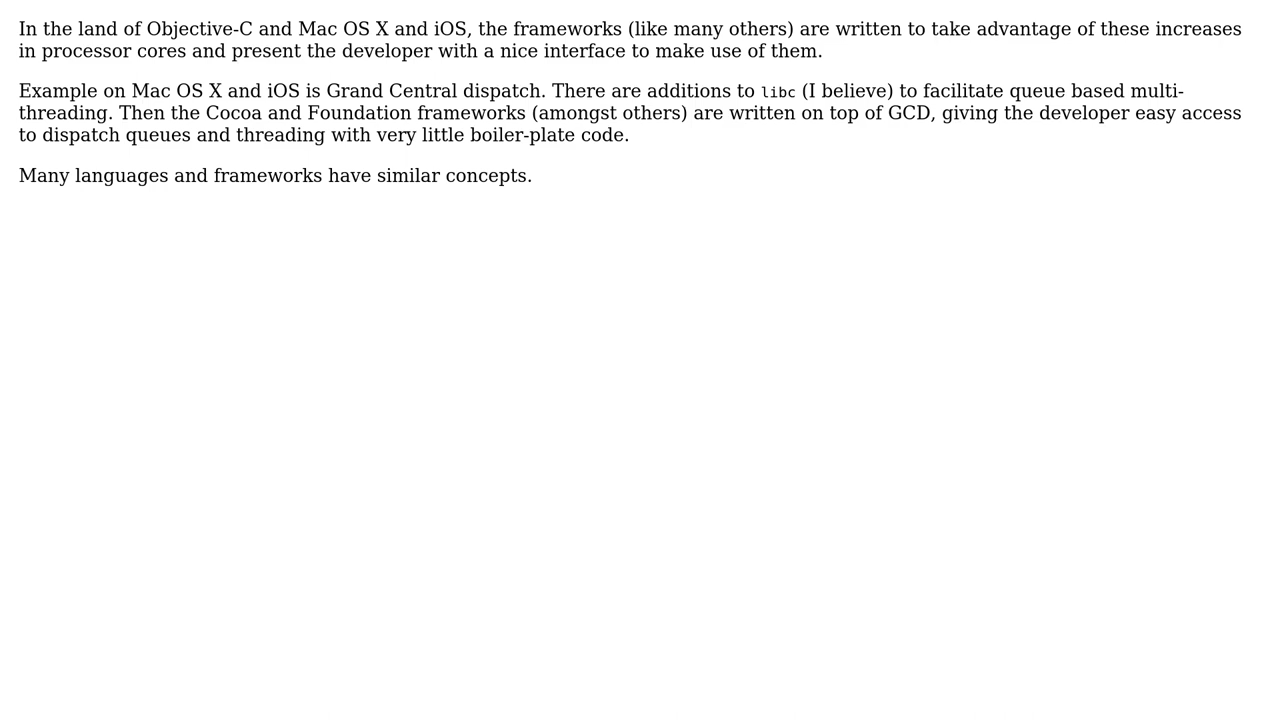 In the land of Objective-C and Mac OS X and iOS, the frameworks (like many others) are written to take advantage of these increases
in processor cores and present the developer with a nice interface to make use of them.
Example on Mac OS X and iOS is Grand Central dispatch. There are additions to libc (I believe) to facilitate queue based multi-
threading. Then the Cocoa and Foundation frameworks (amongst others) are written on top of GCD, giving the developer easy access
to dispatch queues and threading with very little boiler-plate code.
Many languages and frameworks have similar concepts.